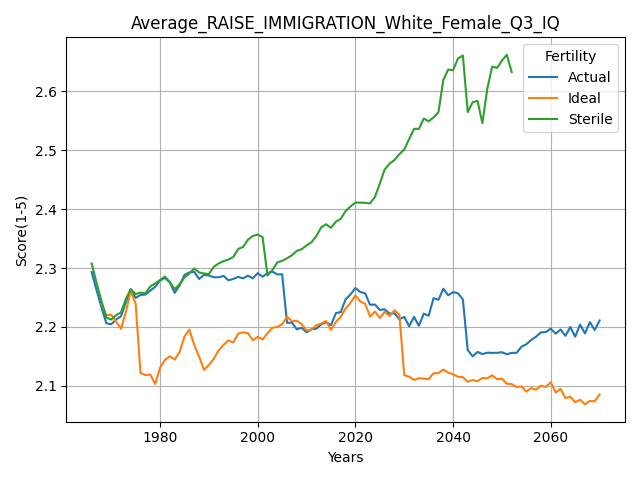 Average_RAISE_IMMIGRATION_White_Female_Q3_IQ
Fertility
Actual
Ideal
Sterile
Score(1-5)
2.6
2.5
2.4
2.3
2.2
2.1
1980
2000
2020
2040
2060
Years